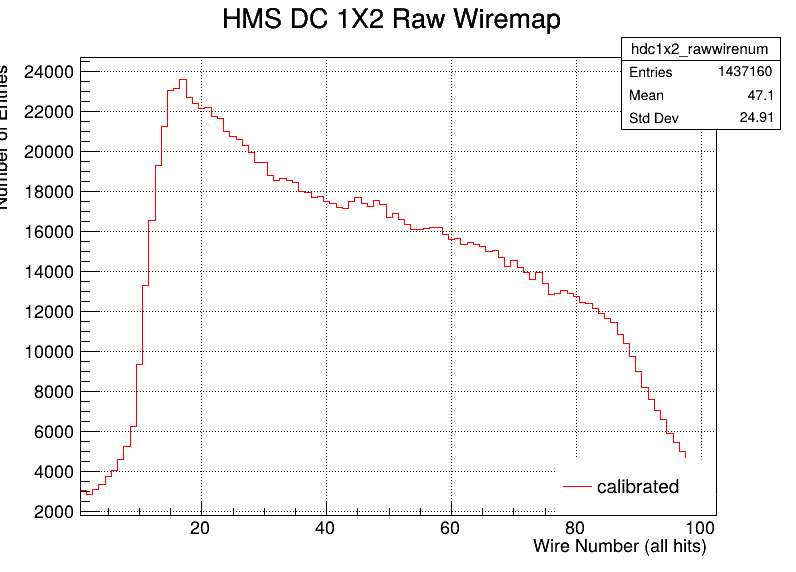 HMS DC 1X2 Raw Wiremap
hdc1x2_rawwirenum
Entries 1437160
Mean 47.1
Std Dev 24.91
Number of Entries
24000
22000
20000
18000
16000
14000
12000
10000
8000
6000
4000
2000
calibrated
20 40 60 80 100
Wire Number (all hits)